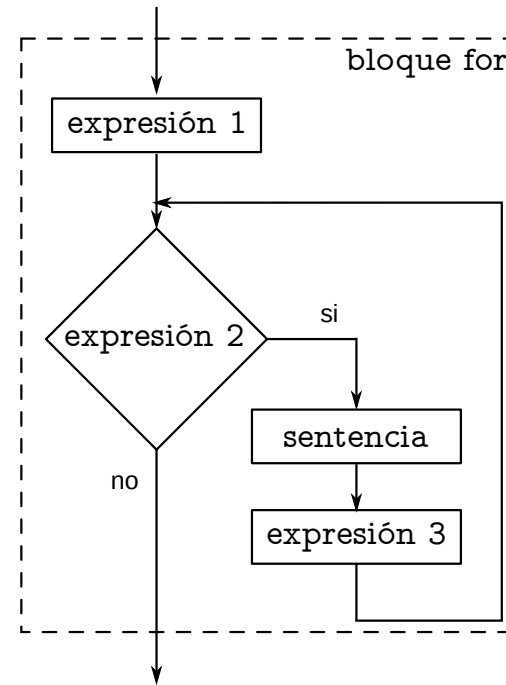 bloque for
expresión 1
expresión 2
si
sentencia
no
expresión 3